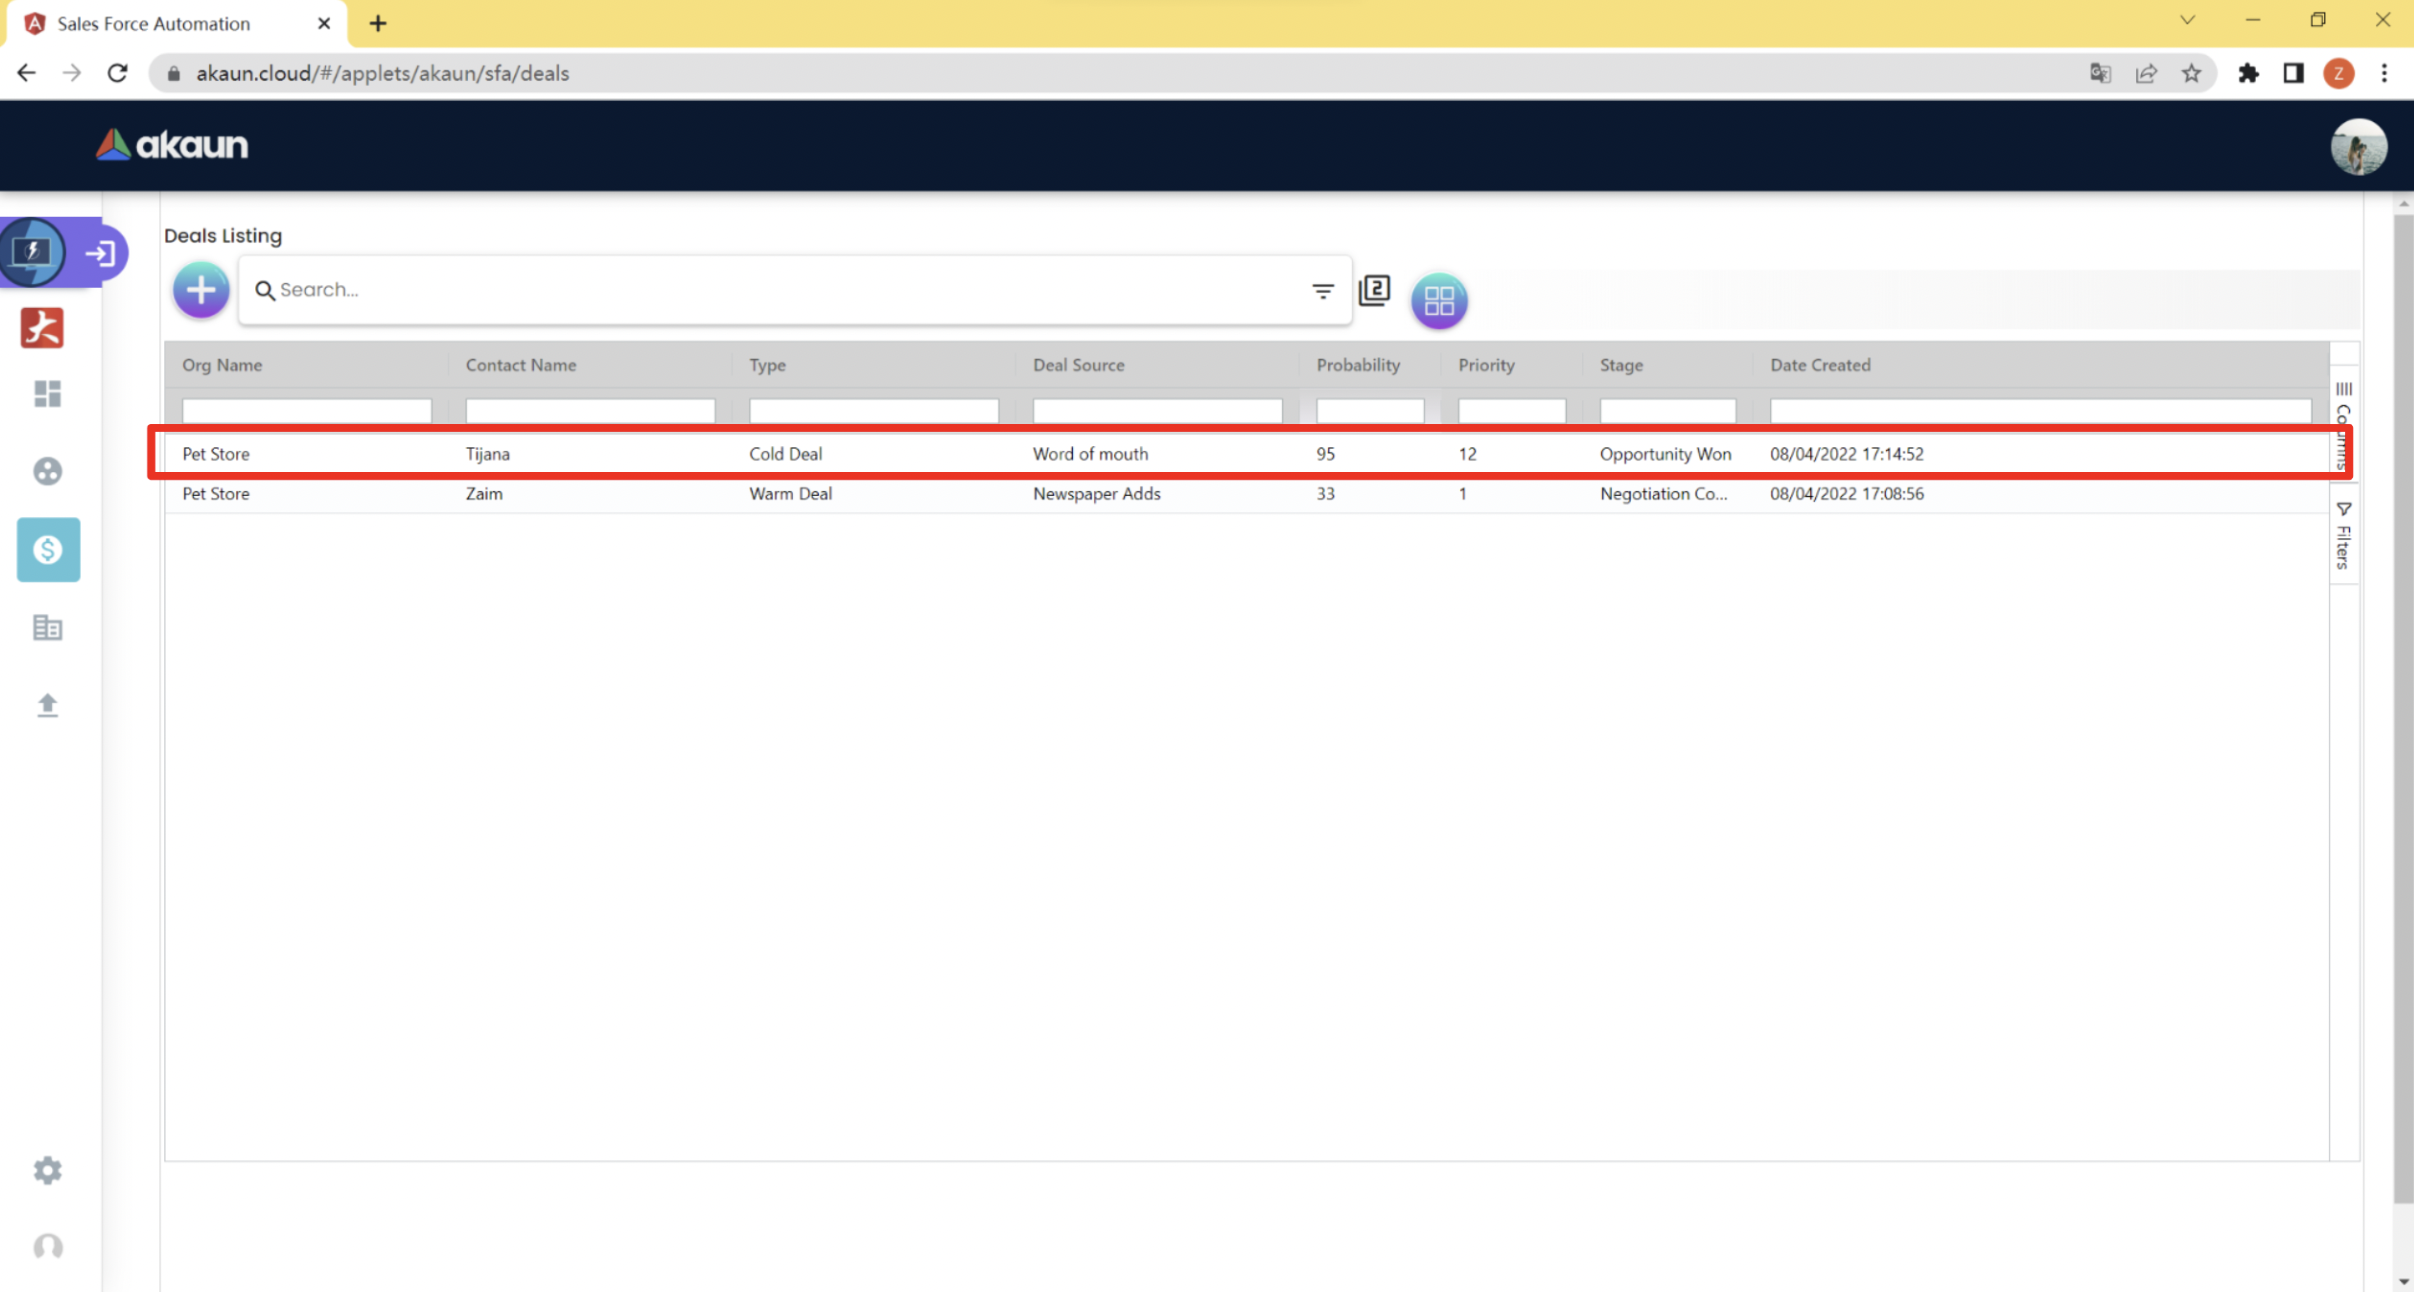 Sales Force Automation
akaun.cloud/#/applets/akaun/sfa/deals
Z
akaun
Deals Listing
Search...
2
Org Name Contact Name Type Deal Source Probability Priority Stage Date Created
Pet Store Tijana Cold Deal Word of mouth 95 12 Opportunity Won 08/04/2022 17:14:52
Pet Store Zaim Warm Deal Newspaper Adds 33 1 Negotiation Co... 08/04/2022 17:08:56
Columns
Filters